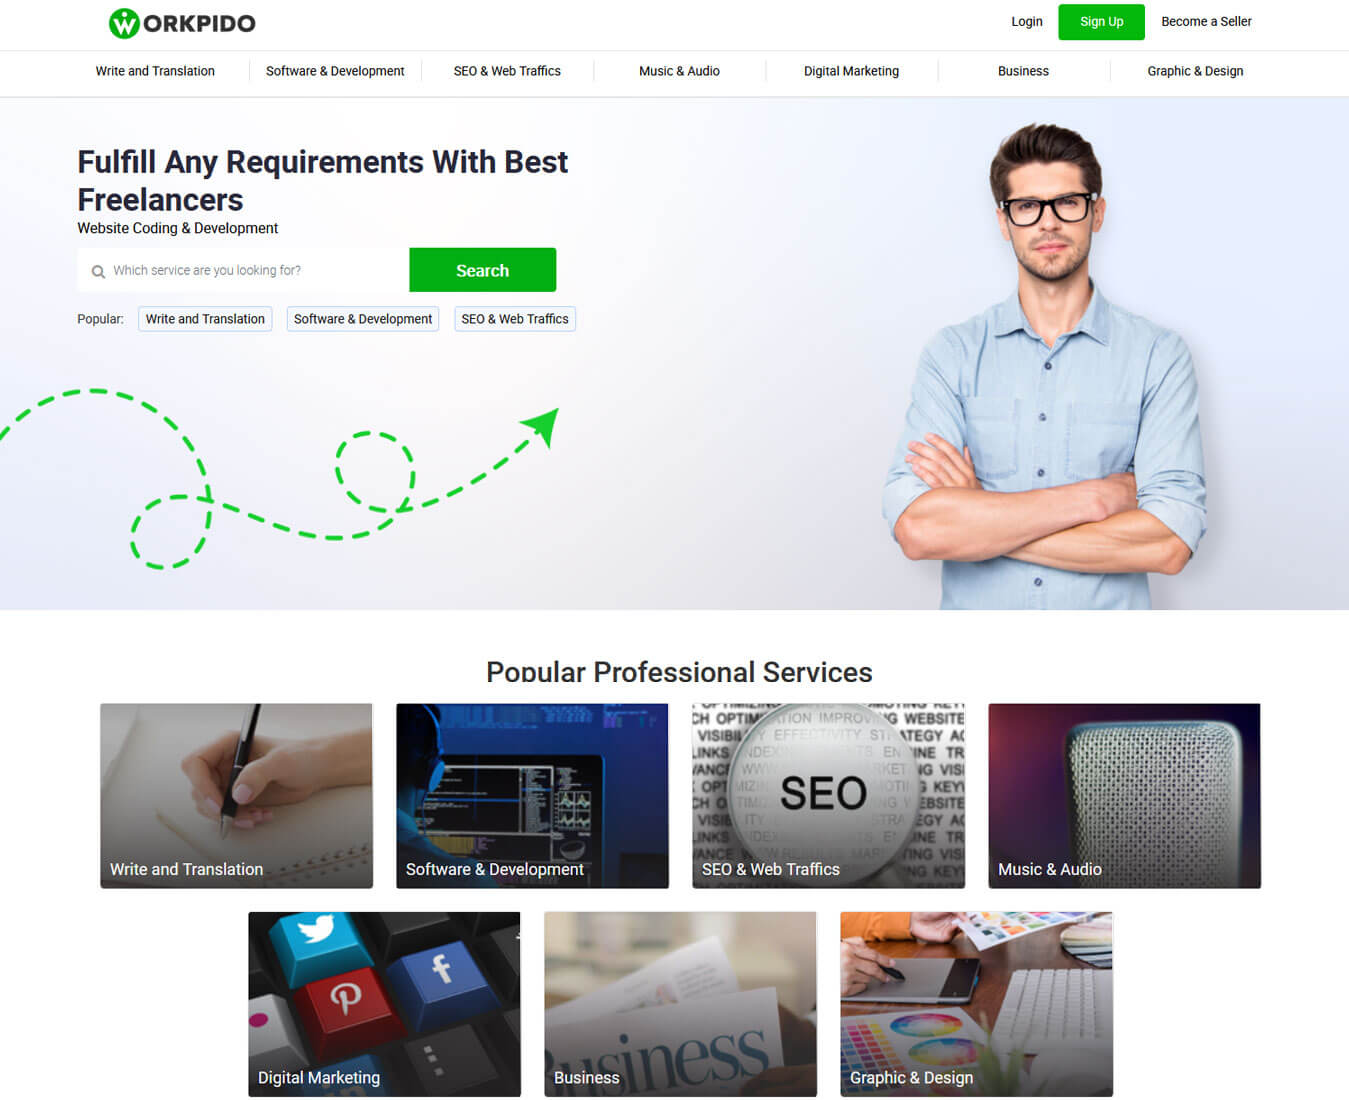 WORKPIDO
Login
Sign Up
Become a Seller
Write and Translation
Software & Development
SEO & Web Traffics
Music & Audio
Digital Marketing
Business
Graphic & Design
Fulfill Any Requirements With Best
Freelancers
Website Coding & Development
Which service are you looking for?
Search
Popular:
Write and Translation
Software & Development
SEO & Web Traffics
Popular Professional Services
SEO
Write and Translation
Software & Development
SEO & Web Traffics
Music & Audio
Business
Digital Marketing
Business
Graphic & Design